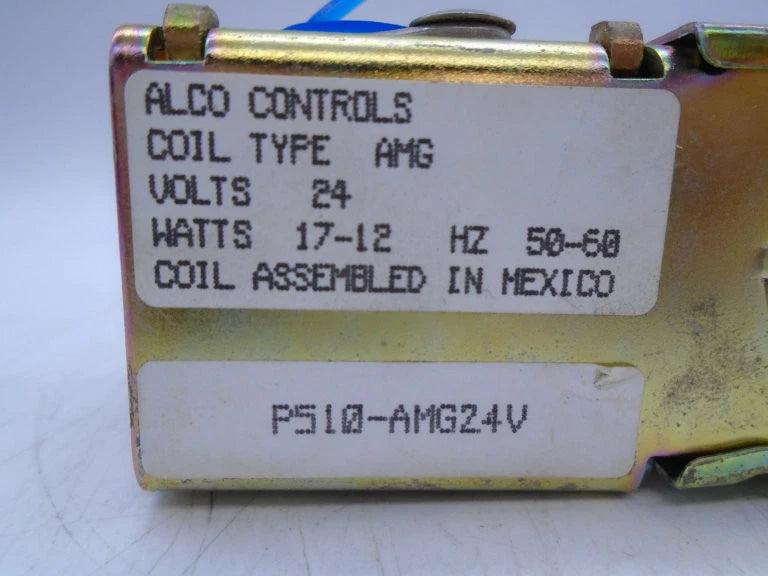 ALCO CONTROLS
COIL TYPE AMG
VOLTS 24
WATTS 17-12 HZ 50-60
COIL ASSEMBLED IN MEXICO
P510-AMG24V